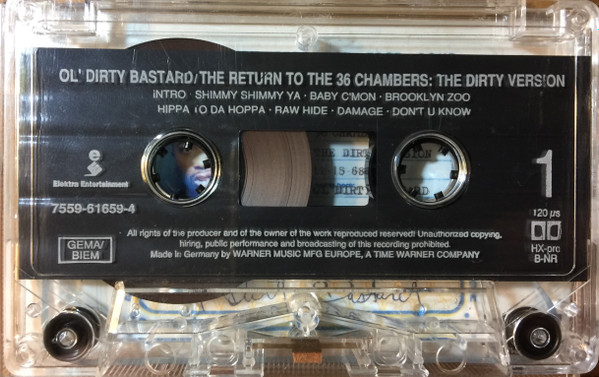 OL' DIRTY BASTARD/THE RETURN TO THE 36 CHAMBERS: THE DIRTY VERSION
INTRO · SHIMMY SHIMMY YA · BABY C'MON · BROOKLYN ZOO
HIPPA TO DA HOPPA · RAW HIDE · DAMAGE · DON'T U KNOW
Elektra Entertainment
7559-61659-4
GEMA/
BIEM
THE DIRT SION
1
120 µs
HX-pro
B-NR
All rights of the producer and of the owner of the work reproduced reserved! Unauthorized copying,
hiring, public performance and broadcasting of this recording prohibited.
Made in Germany by WARNER MUSIC MFG EUROPE, A TIME WARNER COMPANY